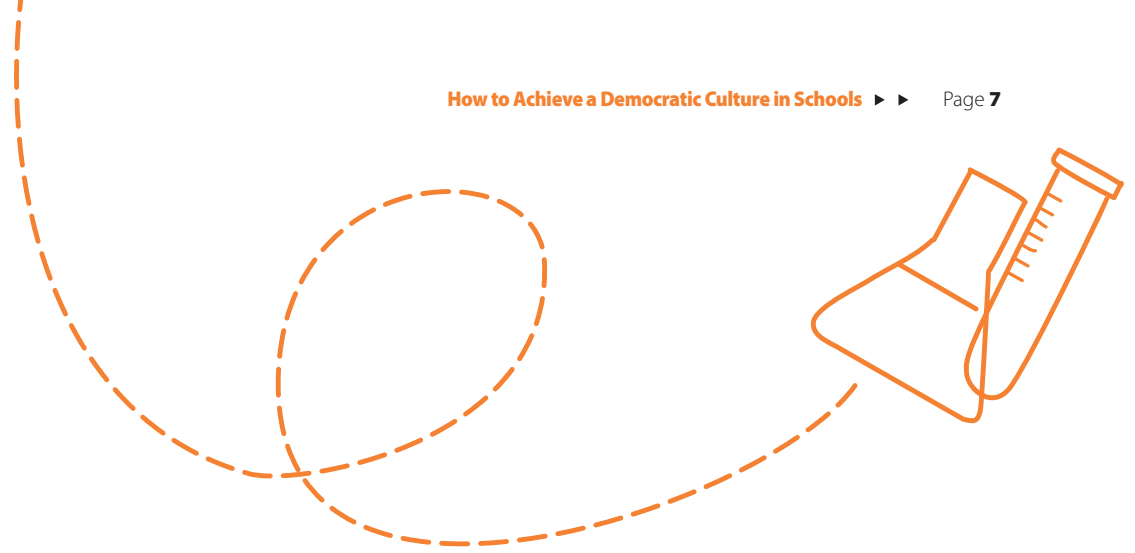 How to Achieve a Democratic Culture in Schools ▶ ▶ Page 7